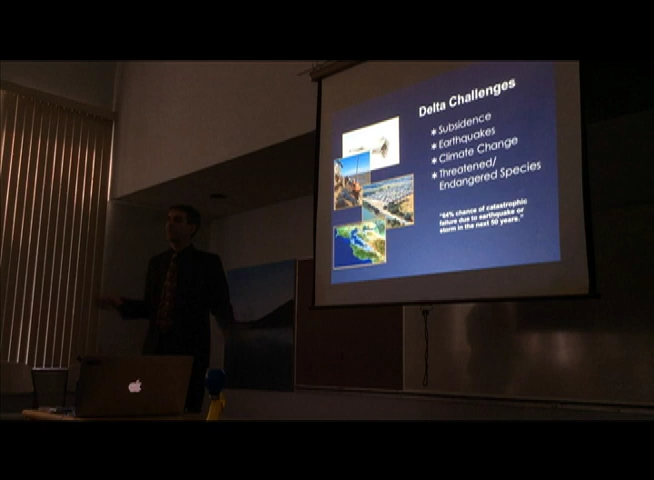 Delta Challenges
* Subsidence
* Earthquakes
* Climate Change
* Threatened/
Endangered Species
"64% chance of catastrophic
failure due to earthquake or
storm in the next 50 years."